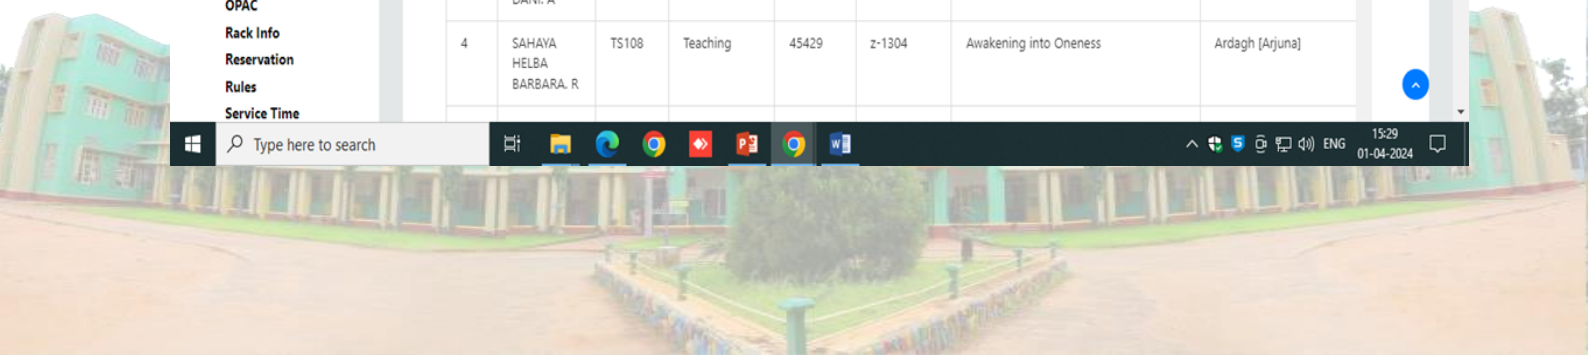 OPAC
DANI. A
Rack Info
Reservation
Rules
Service Time
4 SAHAYA HELBA BARBARA. R TS108 Teaching 45429 z-1304 Awakening into Oneness Ardagh [Arjuna]
Type here to search
ENG
15:29
01-04-2024